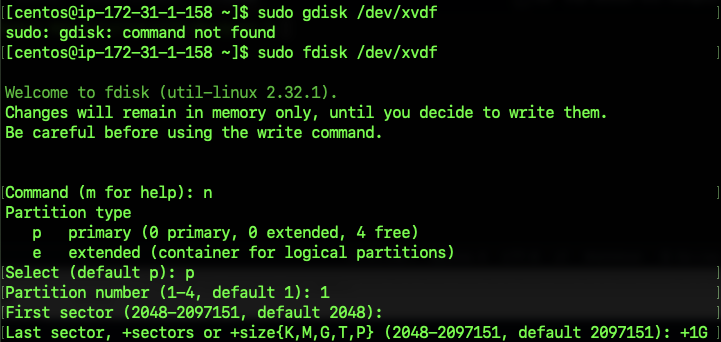 [centos@ip-172-31-1-158 ~]$ sudo gdisk /dev/xvdf
sudo: gdisk: command not found
[centos@ip-172-31-1-158 ~]$ sudo fdisk /dev/xvdf
Welcome to fdisk (util-linux 2.32.1).
Changes will remain in memory only, until you decide to write them.
Be careful before using the write command.
Command (m for help): n
Partition type
p   primary (0 primary, 0 extended, 4 free)
e   extended (container for logical partitions)
Select (default p): p
Partition number (1-4, default 1): 1
First sector (2048-2097151, default 2048):
Last sector, +sectors or +size{K,M,G,T,P} (2048-2097151, default 2097151): +1G